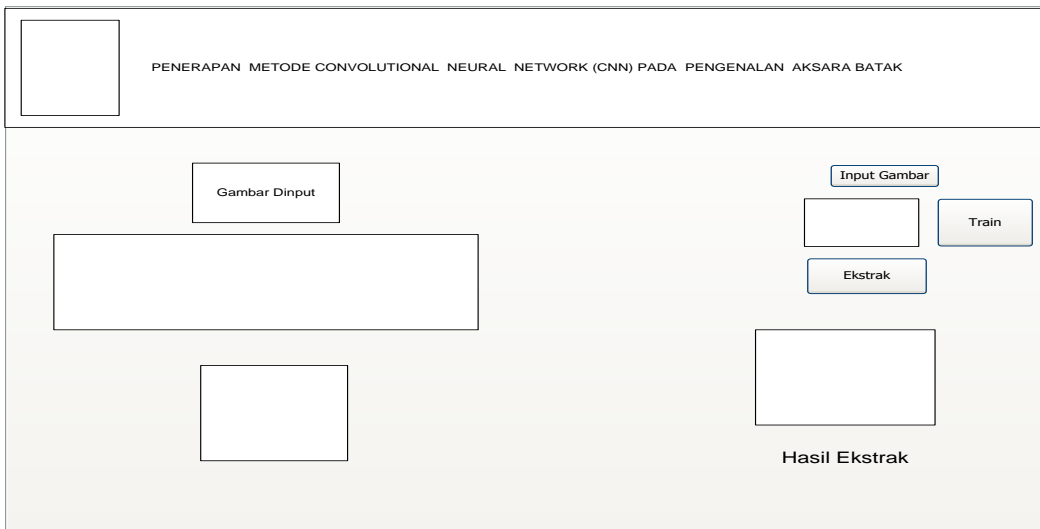 PENERAPAN METODE CONVOLUTIONAL NEURAL NETWORK (CNN) PADA PENGENALAN AKSARA BATAK
Gambar Dinput
Input Gambar
Train
Ekstrak
Hasil Ekstrak